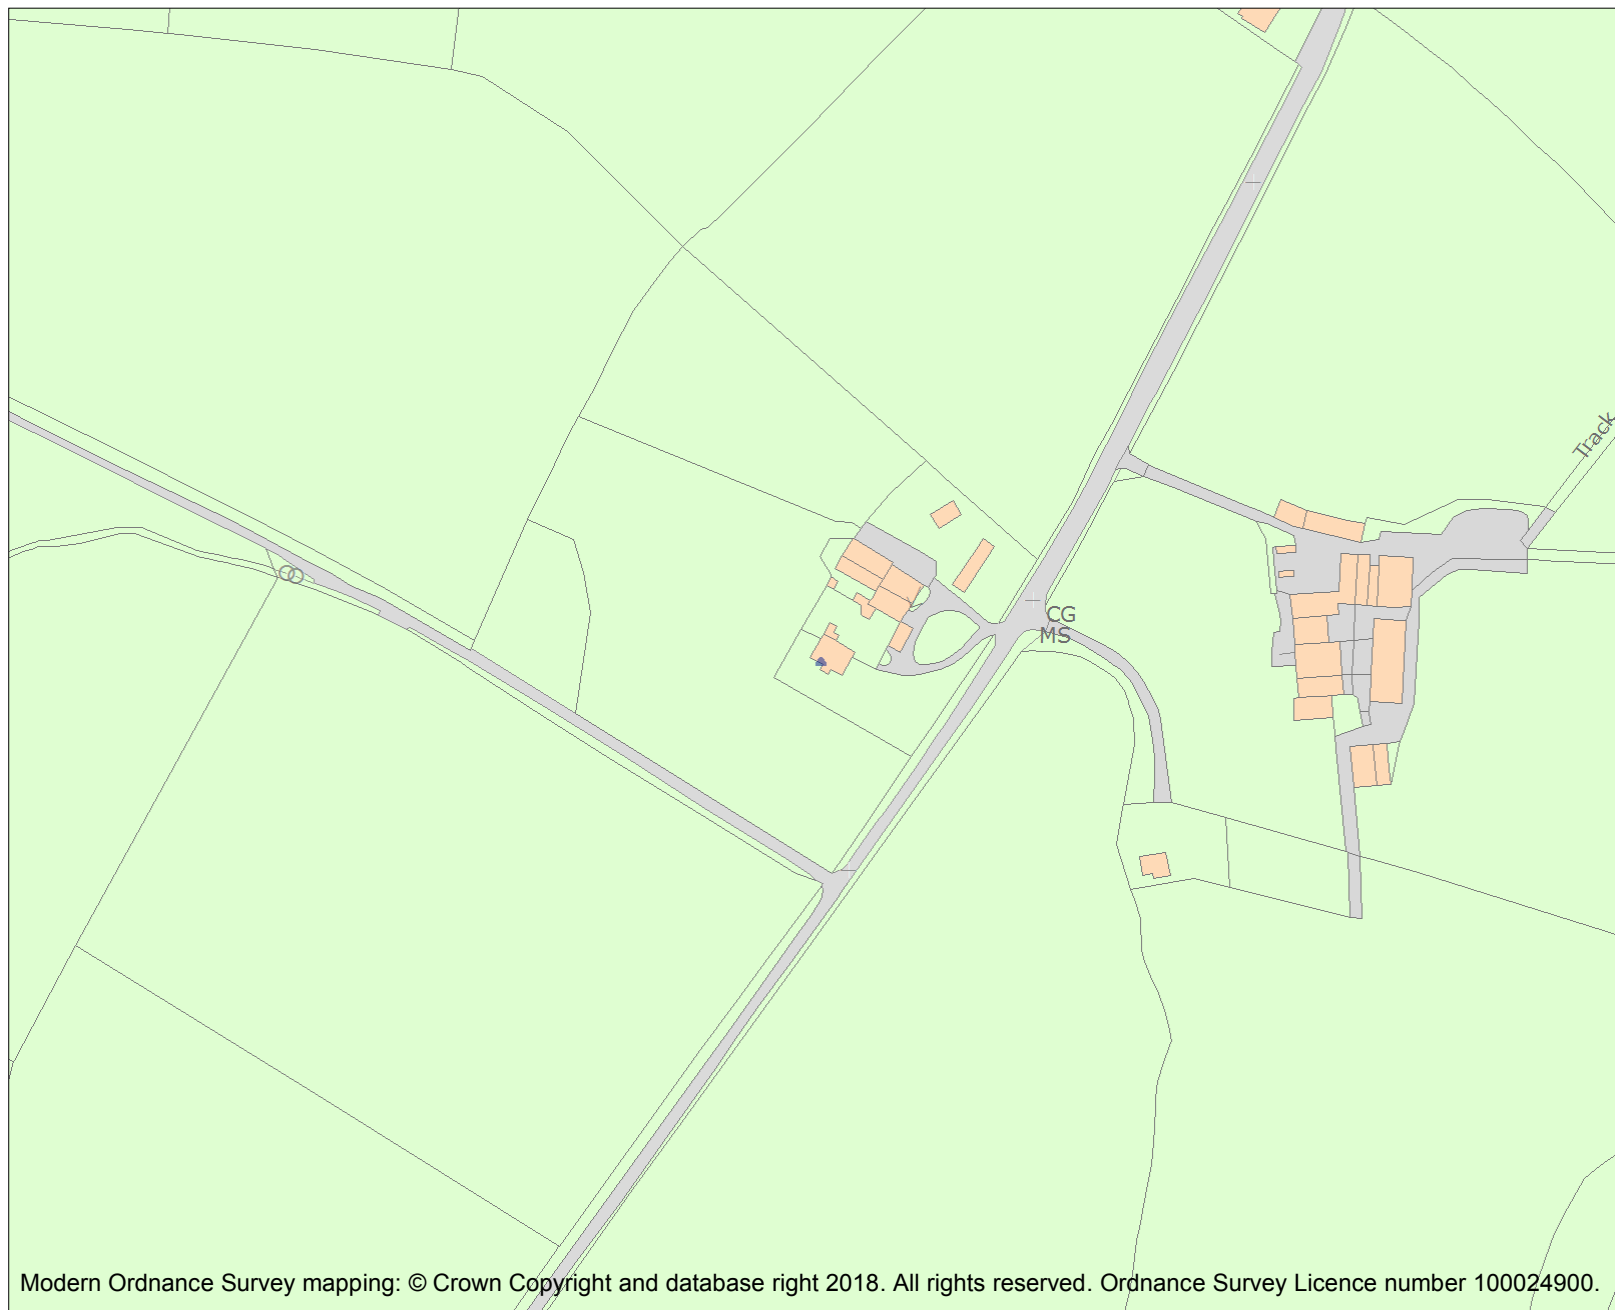 Track
CG
MS
Modern Ordnance Survey mapping: © Crown Copyright and database right 2018. All rights reserved. Ordnance Survey Licence number 100024900.